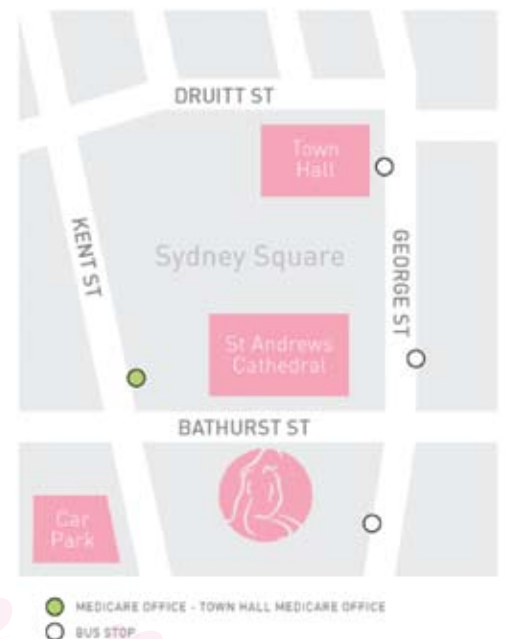 DRUITT ST
Town
Hall
KENT ST
Sydney Square
GEORGE ST
St Andrews
Cathedral
BATHURST ST
Car
Park
MEDICARE OFFICE - TOWN HALL MEDICARE OFFICE
BUS STOP